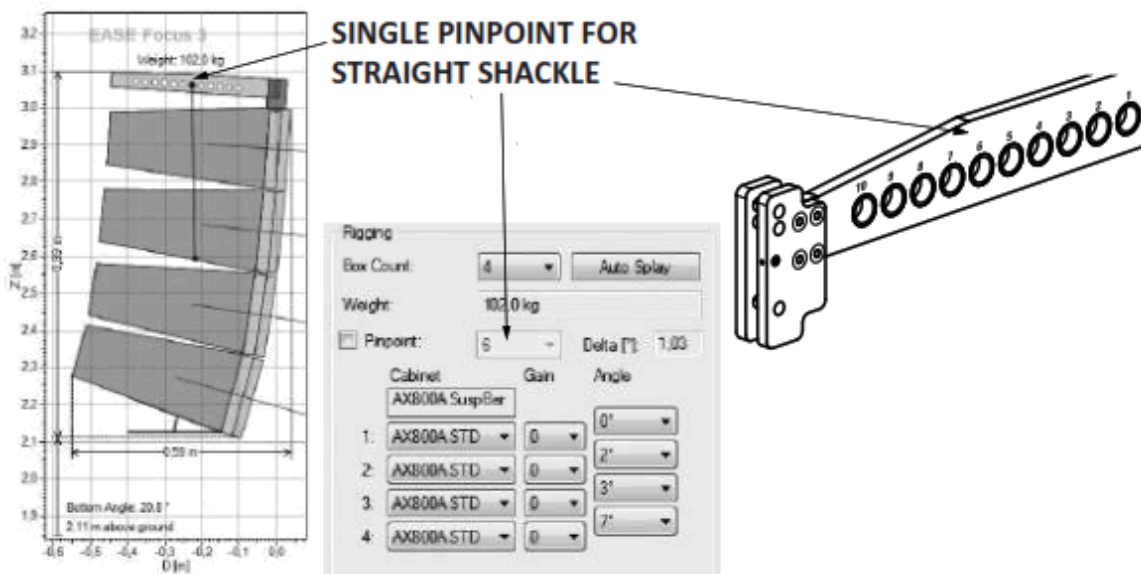 SINGLE PINPOINT FOR
STRAIGHT SHACKLE
EASE Focus 3
Weight: 102.0 kg
3,2
3,1
3,0
2,9
2,8
2,7
2,6
2,5
2,4
2,3
2,2
2,1
2,0
1,9
Z [m]
0,99 m
0,59 m
Bottom Angle:
2,11 m above ground
-0,6 -0,5 -0,4 -0,3 -0,2 -0,1 0,0
D [m]
Rigging
Box Count: 4 Auto Splay
Weight: 102.0 kg
Pinpoint: 6 Delta [°]: 1,03
Cabinet Gain Angle
AX800A SuspBar
0°
1: AX800A STD 0
2°
2: AX800A STD 0
3°
3: AX800A STD 0
7°
4: AX800A STD 0
10 9 8 7 6 5 4 3 2 1